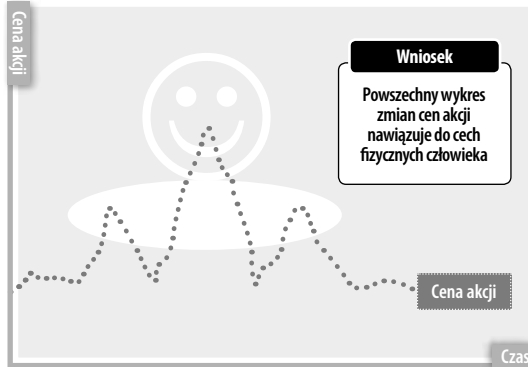 Cena akcji
Wniosek
Powszechny wykres
zmian cen akcji
nawiązuje do cech
fizycznych człowieka
Cena akcji
Czas